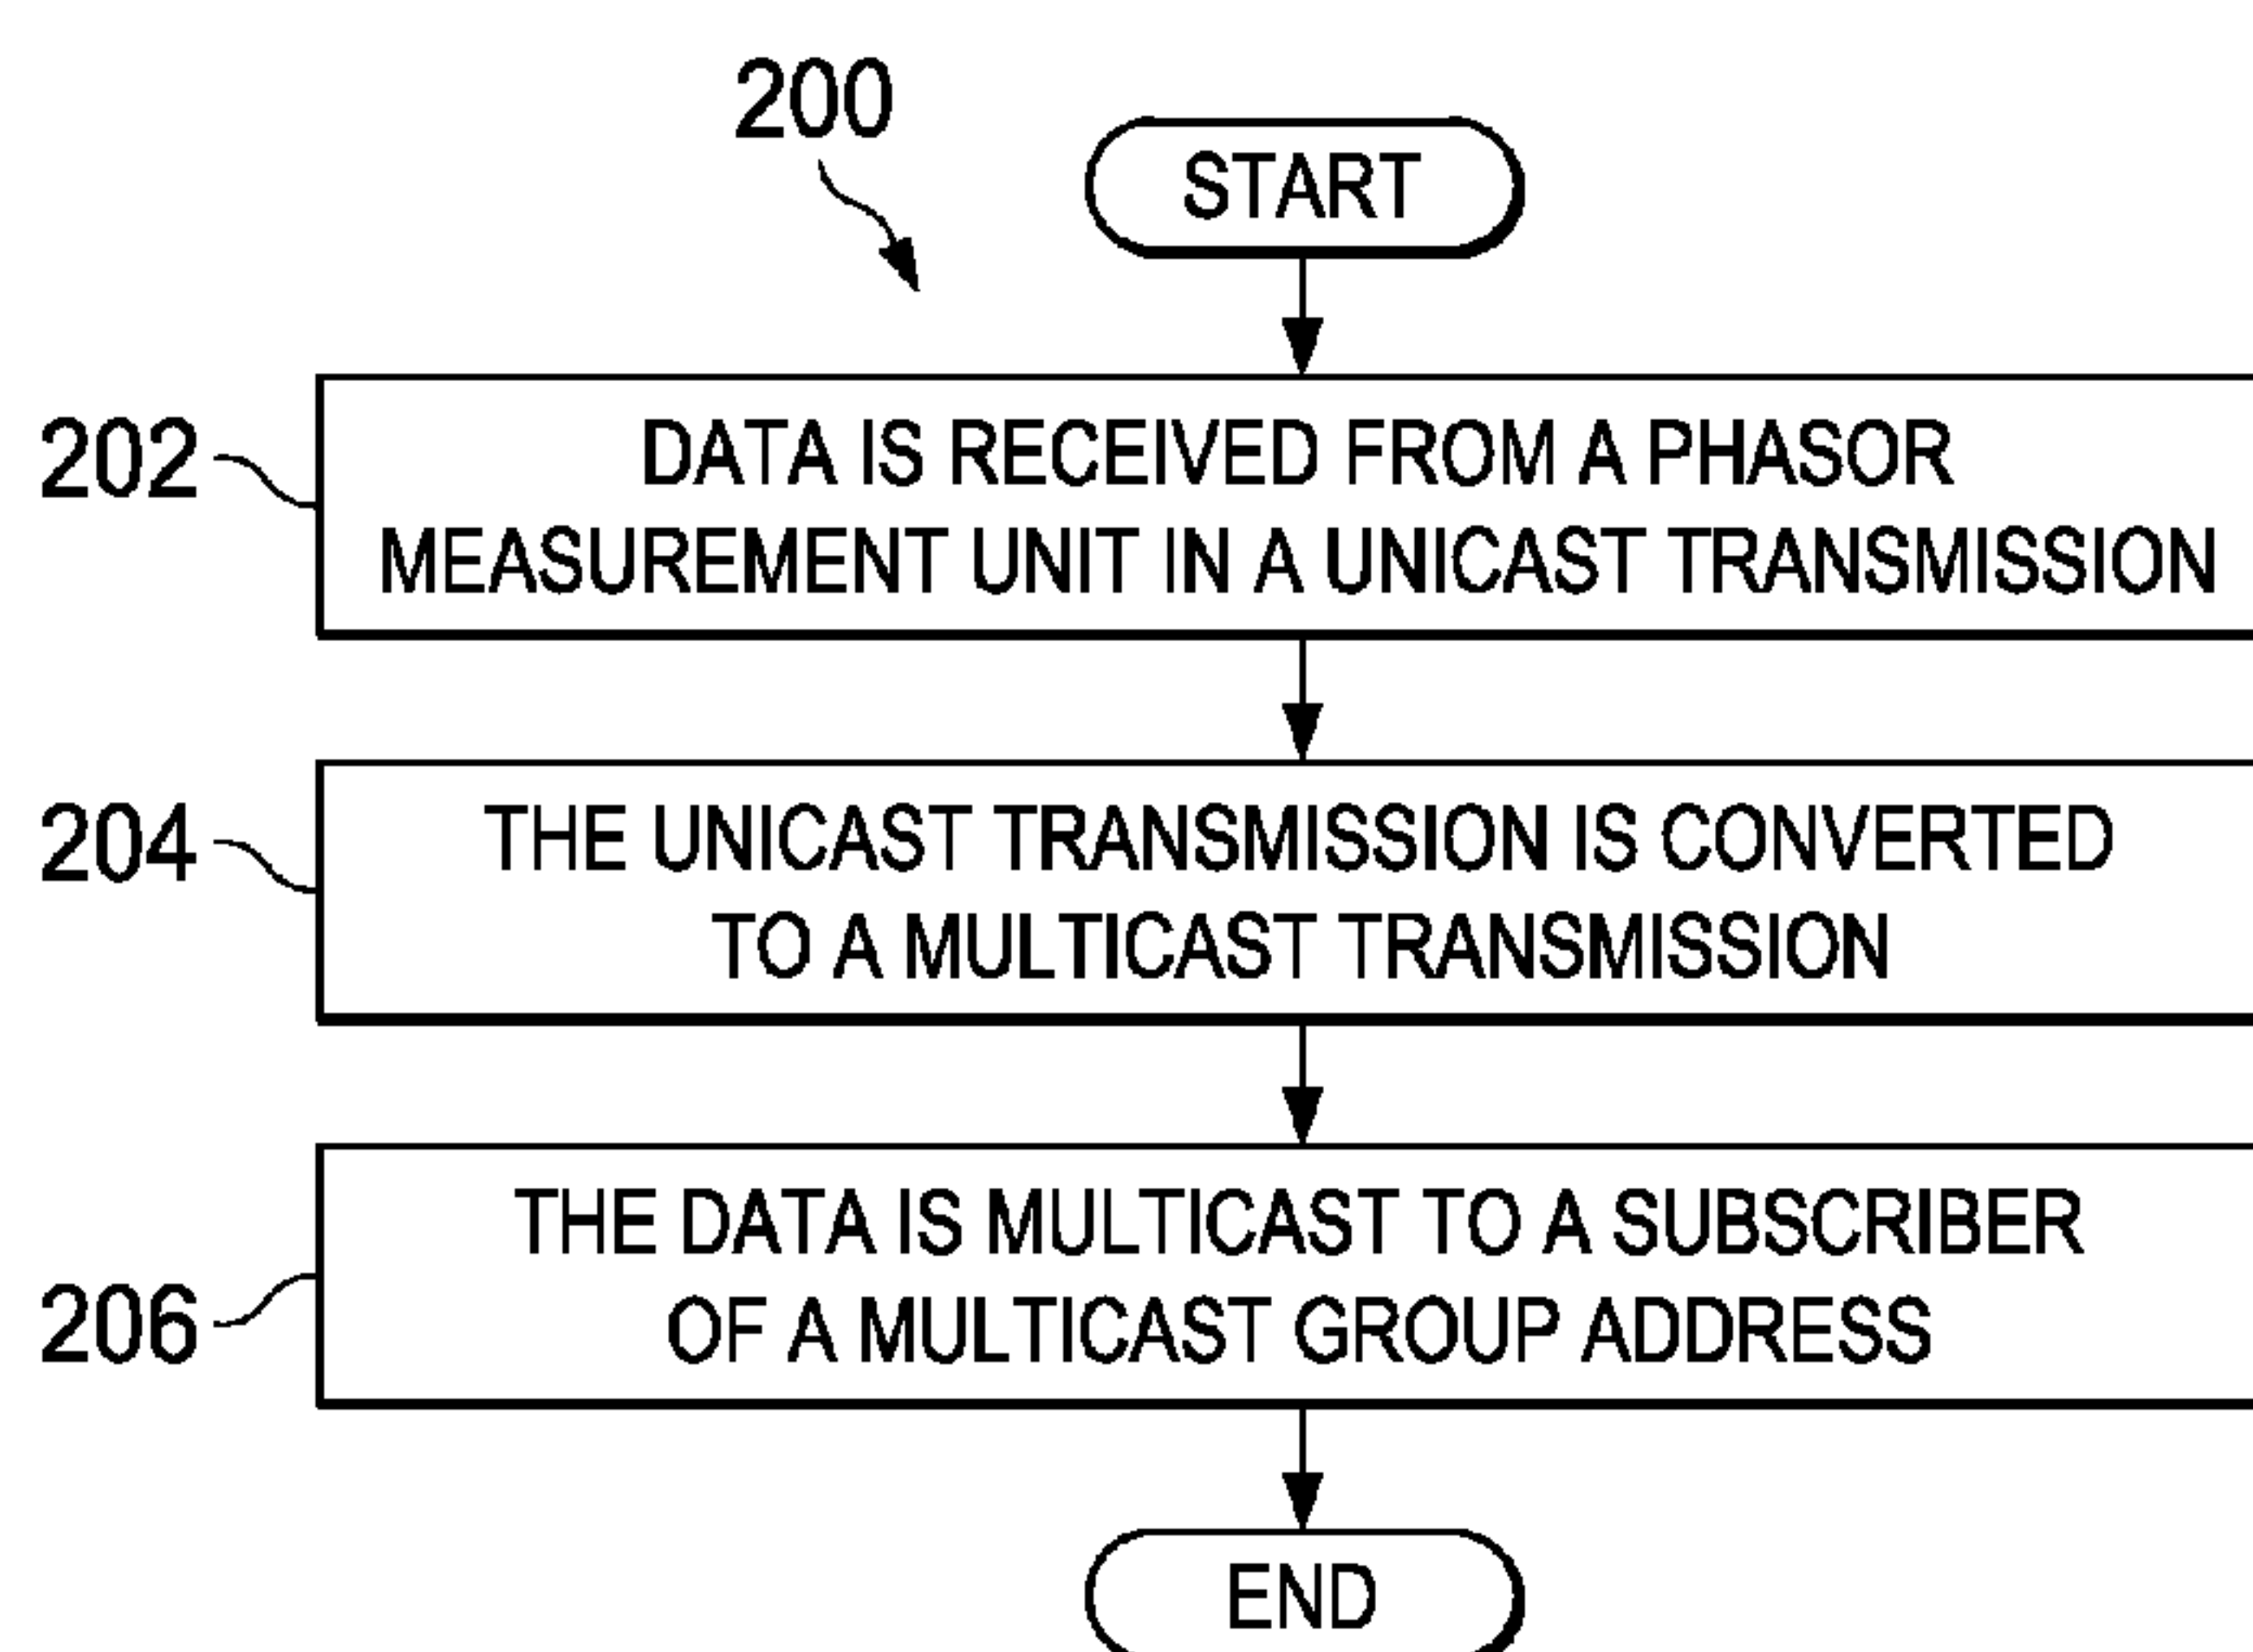 200
START
202
DATA IS RECEIVED FROM A PHASOR
MEASUREMENT UNIT IN A UNICAST TRANSMISSION
204
THE UNICAST TRANSMISSION IS CONVERTED
TO A MULTICAST TRANSMISSION
206
THE DATA IS MULTICAST TO A SUBSCRIBER
OF A MULTICAST GROUP ADDRESS
END